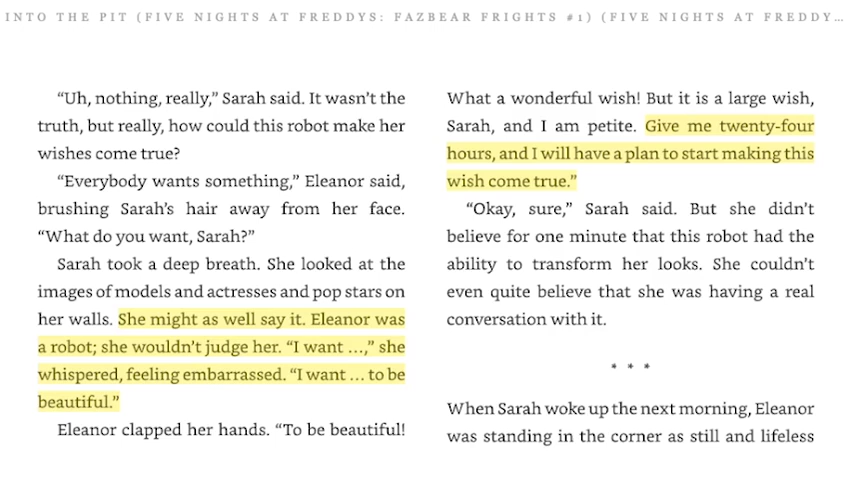 INTO THE PIT (FIVE NIGHTS AT FREDDYS: FAZBEAR FRIGHTS #1) (FIVE NIGHTS AT FREDDY…
“Uh, nothing, really,” Sarah said. It wasn’t the
truth, but really, how could this robot make her
wishes come true?
“Everybody wants something,” Eleanor said,
brushing Sarah’s hair away from her face.
“What do you want, Sarah?”
Sarah took a deep breath. She looked at the
images of models and actresses and pop stars on
her walls. She might as well say it. Eleanor was
a robot; she wouldn’t judge her. “I want …,” she
whispered, feeling embarrassed. “I want … to be
beautiful.”
Eleanor clapped her hands. “To be beautiful!
What a wonderful wish! But it is a large wish,
Sarah, and I am petite. Give me twenty-four
hours, and I will have a plan to start making this
wish come true.”
“Okay, sure,” Sarah said. But she didn’t
believe for one minute that this robot had the
ability to transform her looks. She couldn’t
even quite believe that she was having a real
conversation with it.
* * *
When Sarah woke up the next morning, Eleanor
was standing in the corner as still and lifeless